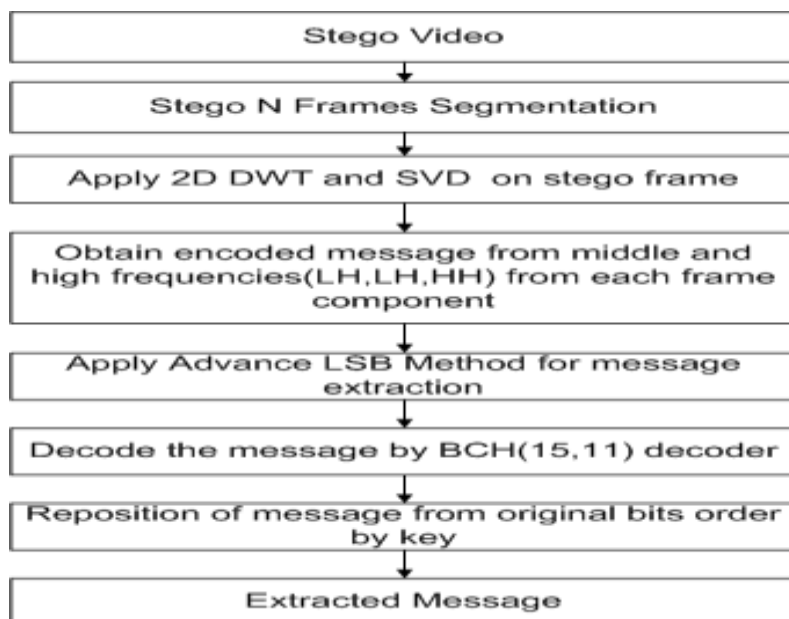 Stego Video
Stego N Frames Segmentation
Apply 2D DWT and SVD on stego frame
Obtain encoded message from middle and
high frequencies(LH,LH,HH) from each frame
component
Apply Advance LSB Method for message
extraction
Decode the message by BCH(15,11) decoder
Reposition of message from original bits order
by key
Extracted Message